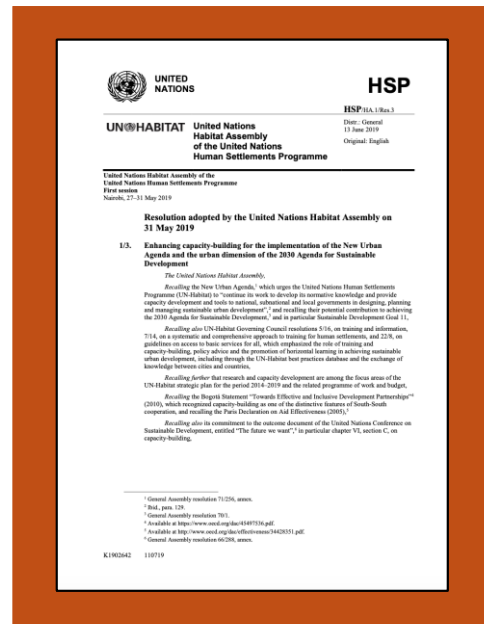 UNITED
NATIONS
HSP
HSP/HA.1/Res.3
UN HABITAT
United Nations
Habitat Assembly
of the United Nations
Human Settlements Programme
Distr.: General
13 June 2019
Original: English
United Nations Habitat Assembly of the
United Nations Human Settlements Programme
First session
Nairobi, 27–31 May 2019
Resolution adopted by the United Nations Habitat Assembly on
31 May 2019
1/3. Enhancing capacity-building for the implementation of the New Urban
Agenda and the urban dimension of the 2030 Agenda for Sustainable
Development
The United Nations Habitat Assembly,
Recalling the New Urban Agenda,¹ which urges the United Nations Human Settlements
Programme (UN-Habitat) to “continue its work to develop its normative knowledge and provide
capacity development and tools to national, subnational and local governments in designing, planning
and managing sustainable urban development”,² and recalling their potential contribution to achieving
the 2030 Agenda for Sustainable Development,³ and in particular Sustainable Development Goal 11,
Recalling also UN-Habitat Governing Council resolutions 5/16, on training and information,
7/14, on a systematic and comprehensive approach to training for human settlements, and 22/8, on
guidelines on access to basic services for all, which emphasized the role of training and
capacity-building, policy advice and the promotion of horizontal learning in achieving sustainable
urban development, including through the UN-Habitat best practices database and the exchange of
knowledge between cities and countries,
Recalling further that research and capacity development are among the focus areas of the
UN-Habitat strategic plan for the period 2014–2019 and the related programme of work and budget,
Recalling the Bogotá Statement “Towards Effective and Inclusive Development Partnerships”⁴
(2010), which recognized capacity-building as one of the distinctive features of South-South
cooperation, and recalling the Paris Declaration on Aid Effectiveness (2005),⁵
Recalling also its commitment to the outcome document of the United Nations Conference on
Sustainable Development, entitled “The future we want”,⁶ in particular chapter VI, section C, on
capacity-building,
¹ General Assembly resolution 71/256, annex.
² Ibid., para. 129.
³ General Assembly resolution 70/1.
⁴ Available at https://www.oecd.org/dac/45497536.pdf.
⁵ Available at http://www.oecd.org/dac/effectiveness/34428351.pdf.
⁶ General Assembly resolution 66/288, annex.
K1902642 110719